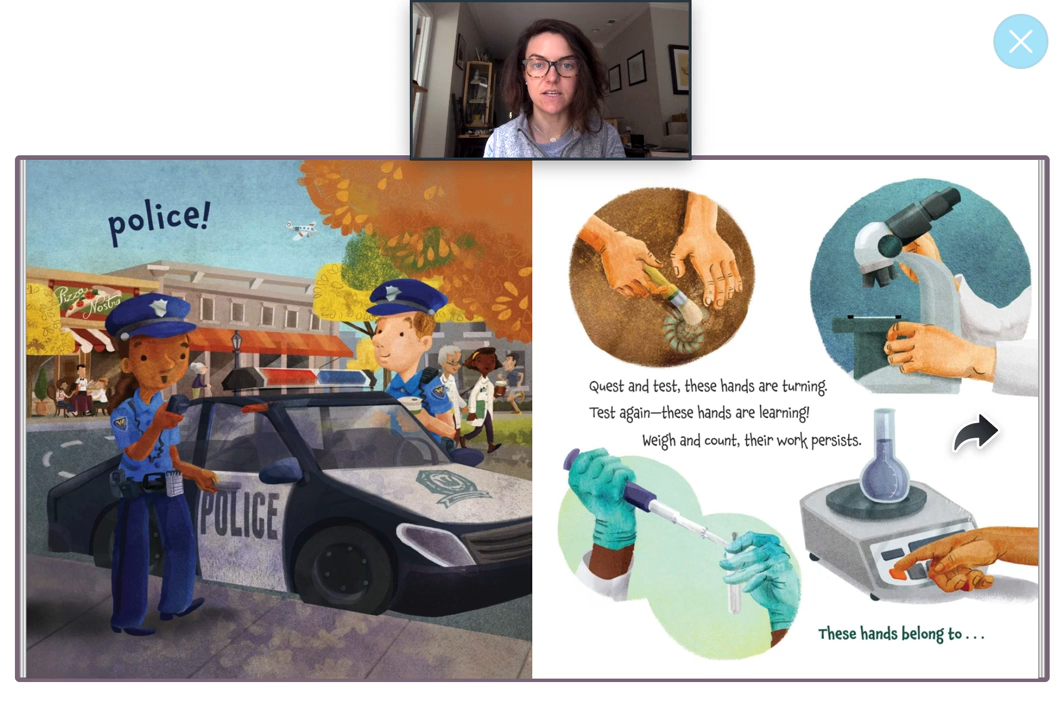 police!
Pizza
Nostra
POLICE
Quest and test, these hands are turning.
Test again—these hands are learning!
Weigh and count, their work persists.
These hands belong to . . .